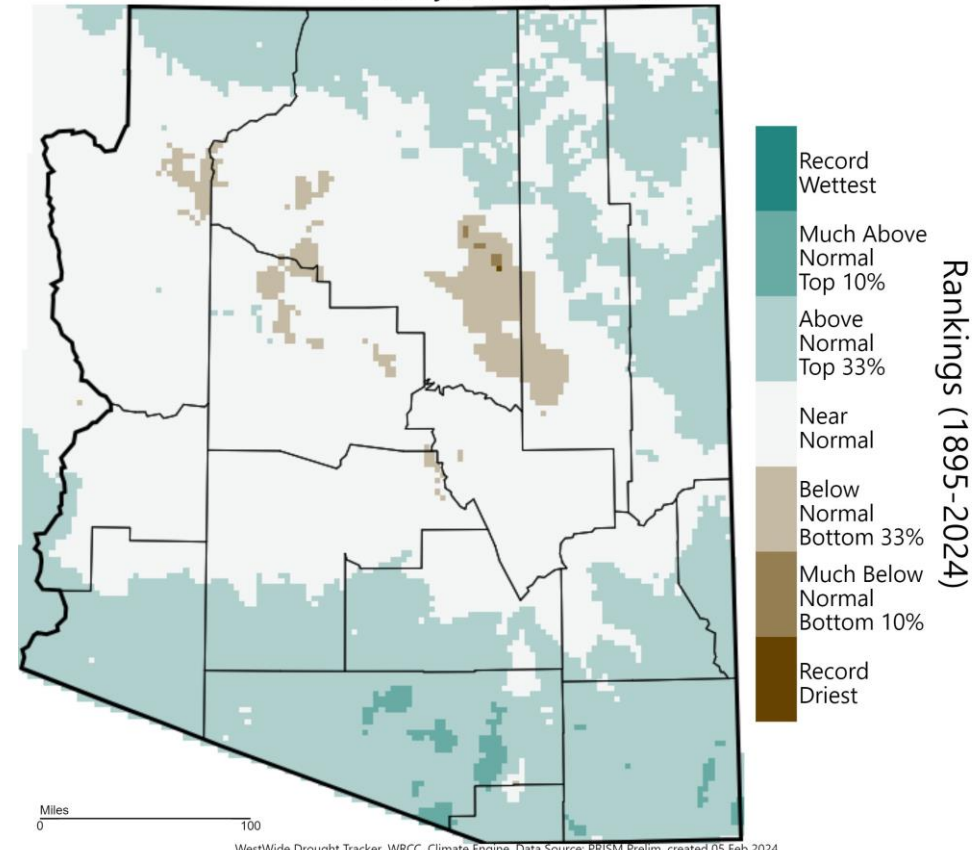 Record
Wettest
Much Above
Normal
Top 10%
Above
Normal
Top 33%
Near
Normal
Below
Normal
Bottom 33%
Much Below
Normal
Bottom 10%
Record
Driest
Rankings (1895-2024)
Miles
0 100
WestWide Drought Tracker, WRCC, Climate Engine, Data Source: PRISM Prelim, created 05 Feb 2024